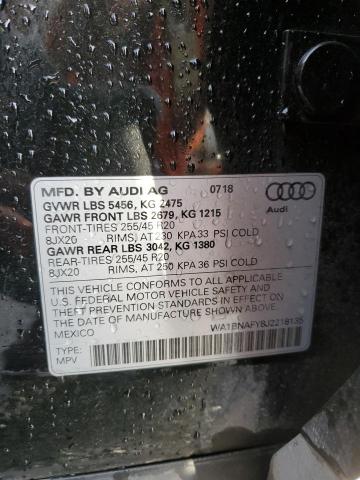 MFD. BY AUDI AG 07/18
GVWR LBS 5456, KG 2475
GAWR FRONT LBS 2679, KG 1215
FRONT-TIRES 255/45 R20
8JX20 RIMS, AT 230 KPA 33 PSI COLD
GAWR REAR LBS 3042, KG 1380
REAR-TIRES 255/45 R20
8JX20 RIMS, AT 250 KPA 36 PSI COLD
Audi
THIS VEHICLE CONFORMS TO ALL APPLICABLE
U.S. FEDERAL MOTOR VEHICLE SAFETY AND
THEFT PREVENTION STANDARDS IN EFFECT ON
THE DATE OF MANUFACTURE SHOWN ABOVE.
MEXICO
WA1BNAFY8J2218135
TYPE:
MPV